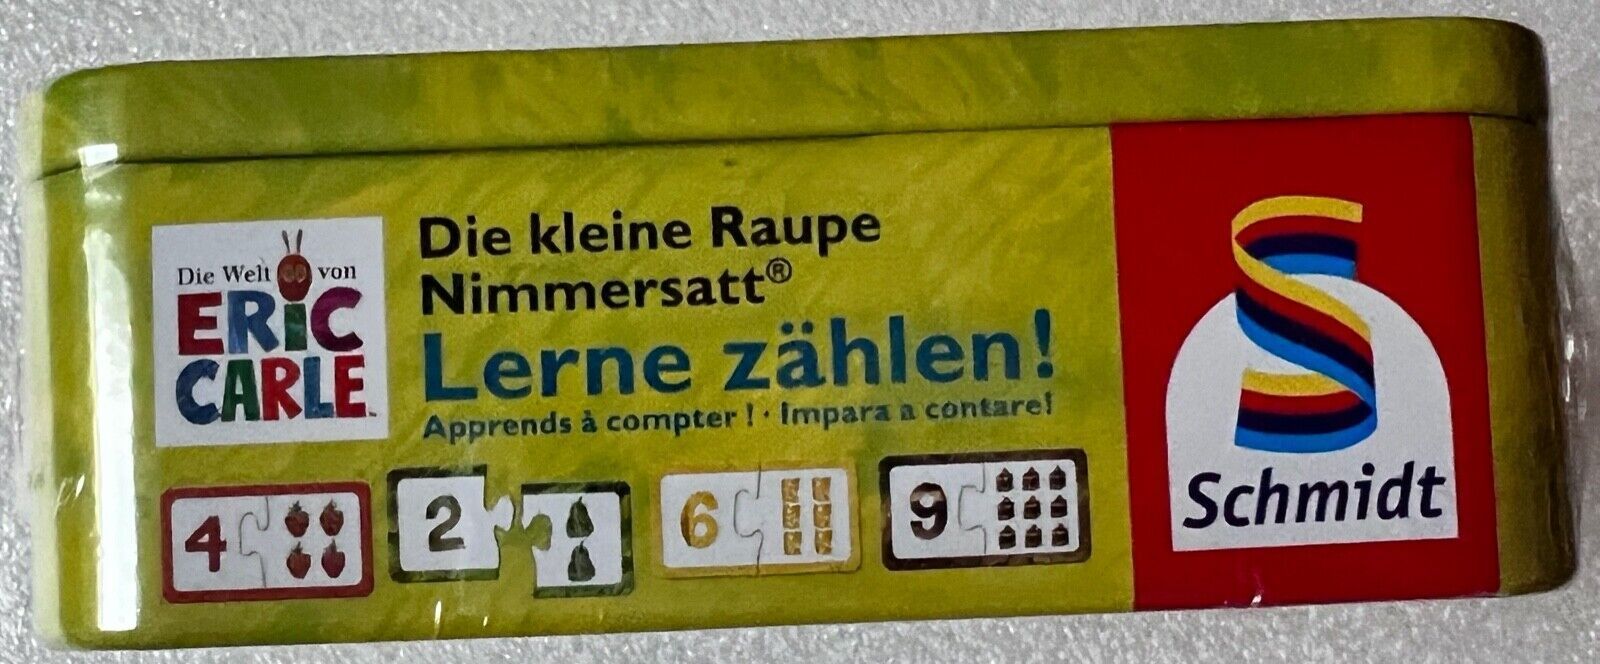 Die Welt von
ERIC
CARLE
Die kleine Raupe
Nimmersatt®
Lerne zählen!
Apprends à compter ! · Impara a contare!
4
2
6
9
Schmidt